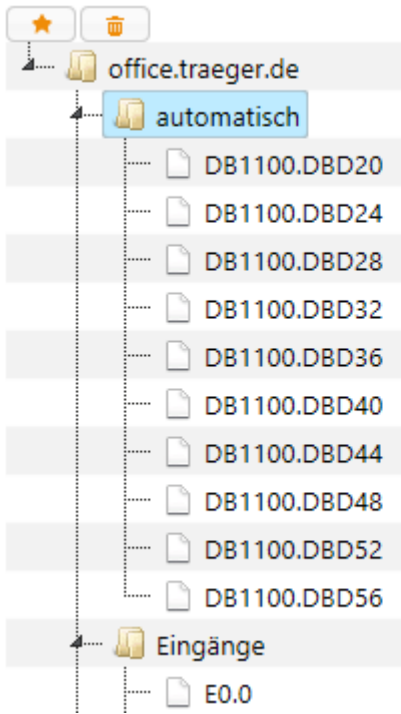 office.traeger.de
automatisch
DB1100.DBD20
DB1100.DBD24
DB1100.DBD28
DB1100.DBD32
DB1100.DBD36
DB1100.DBD40
DB1100.DBD44
DB1100.DBD48
DB1100.DBD52
DB1100.DBD56
Eingänge
E0.0